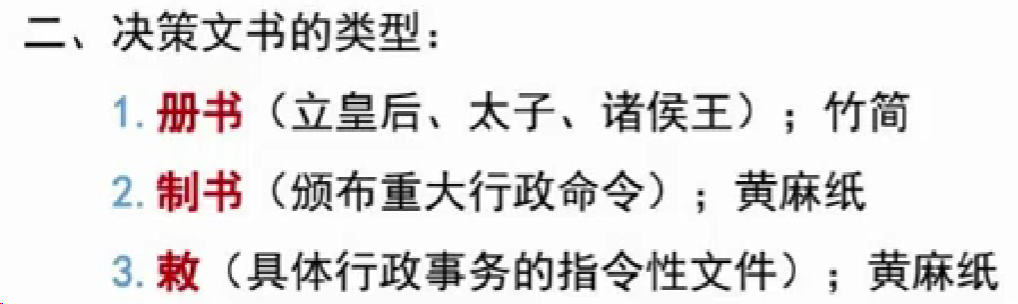 二、决策文书的类型：
1. 册书（立皇后、太子、诸侯王）；竹简
2. 制书（颁布重大行政命令）；黄麻纸
3. 敕（具体行政事务的指令性文件）；黄麻纸